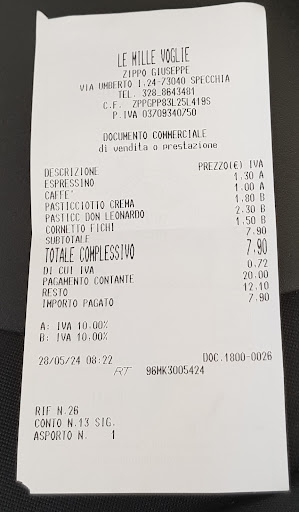 LE MILLE VOGLIE
ZIPPO GIUSEPPE
VIA UMBERTO I,24-73040 SPECCHIA
TEL. 328-8643481
C.F. ZPPGPP83L25L419S
P.IVA 03709340750
DOCUMENTO COMMERCIALE
di vendita o prestazione
DESCRIZIONE PREZZO(€) IVA
ESPRESSINO 1.30 A
CAFFE' 1.00 A
PASTICCIOTTO CREMA 1.80 B
PASTICC DON LEONARDO 2.30 B
CORNETTO FICHI 1.50 B
SUBTOTALE 7.90
TOTALE COMPLESSIVO 7,90
DI CUI IVA 0.72
PAGAMENTO CONTANTE 20.00
RESTO 12.10
IMPORTO PAGATO 7.90
A: IVA 10.00%
B: IVA 10.00%
28/05/24 08:22 DOC.1800-0026
RT 96MK3005424
RIF N.26
CONTO N.13 SIG.
ASPORTO N. 1